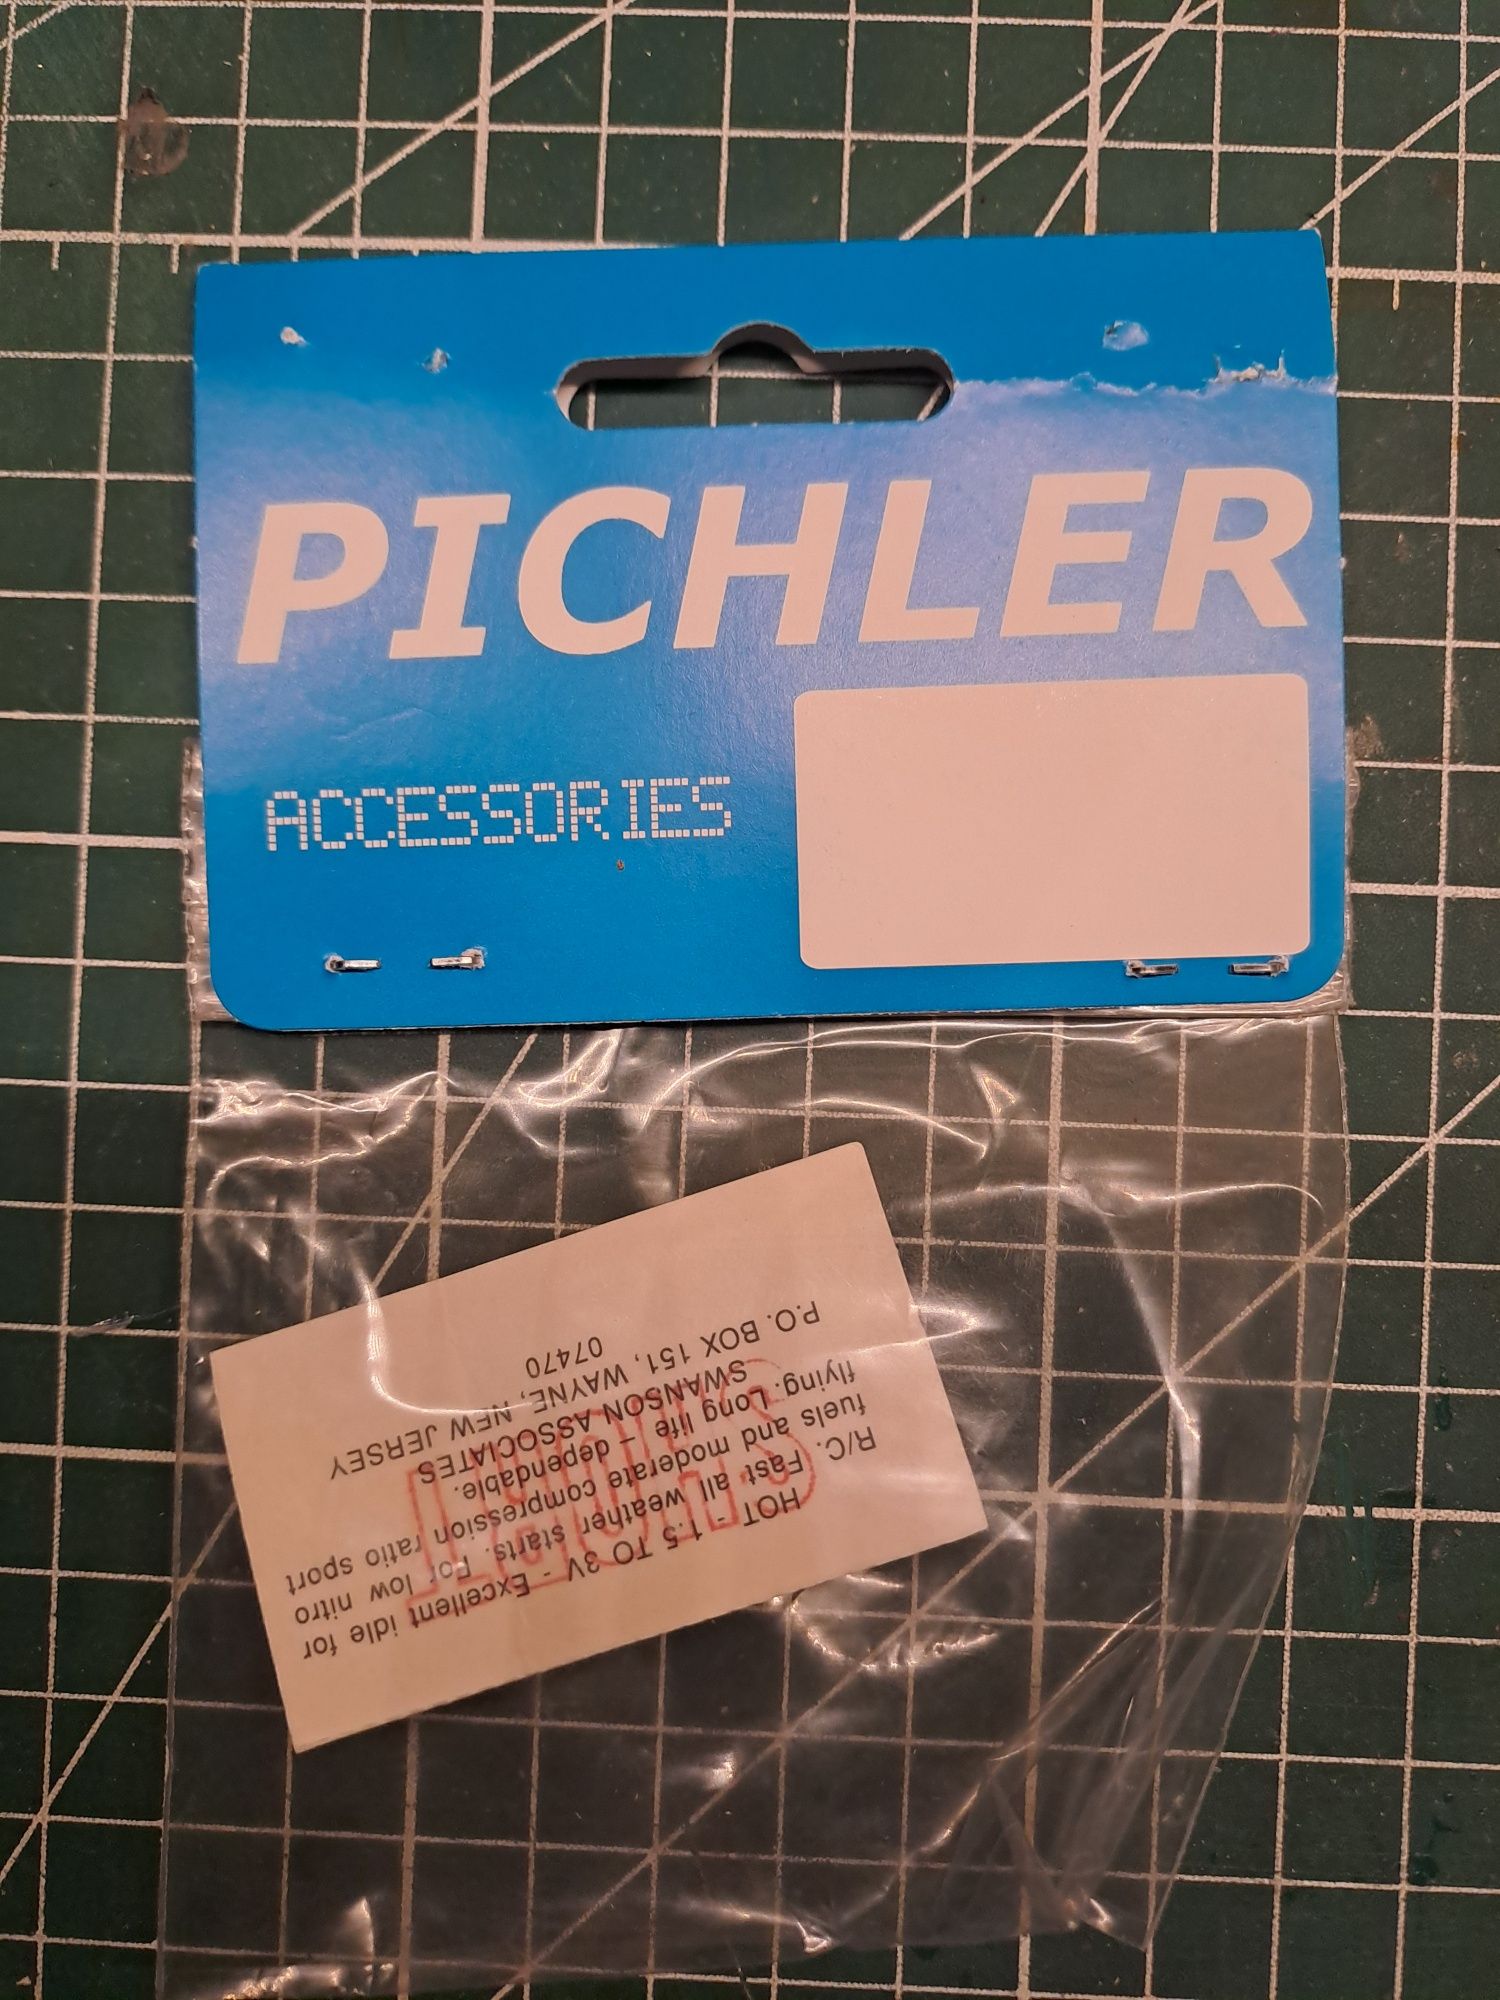 PICHLER
ACCESSORIES
HOT - 1.5 TO 3V - Excellent idle for
R/C. Fast all weather starts. For low nitro
fuels and moderate compression ratio sport
flying. Long life - dependable.
SWANSON ASSOCIATES
P.O. BOX 151, WAYNE, NEW JERSEY
07470